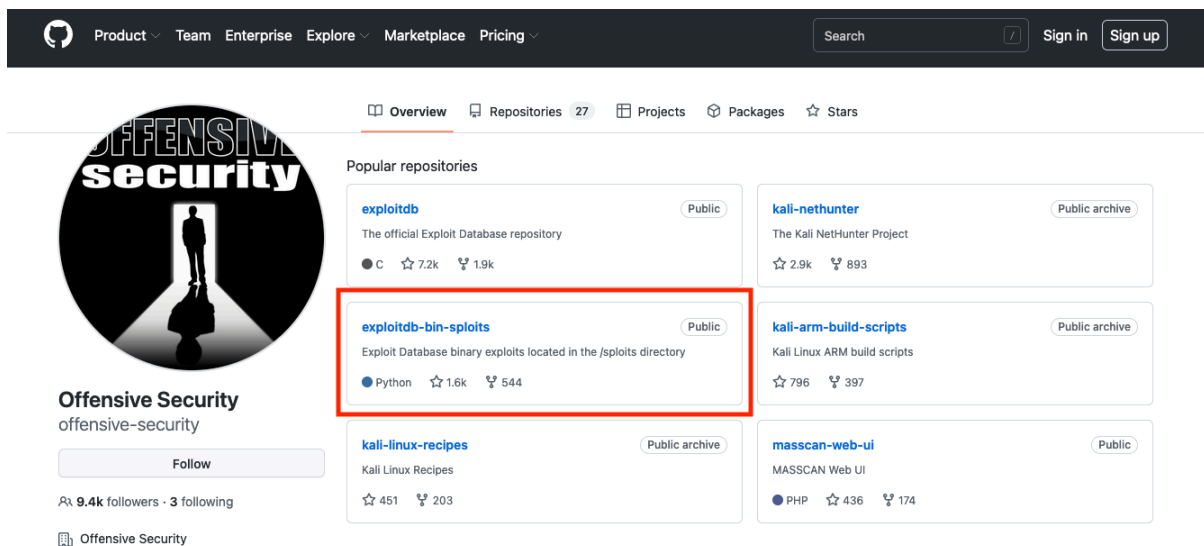 Product Team Enterprise Explore Marketplace Pricing Search / Sign in Sign up
Overview Repositories 27 Projects Packages Stars
OFFENSIVE
security
Popular repositories
exploitdb Public
The official Exploit Database repository
C 7.2k 1.9k
kali-nethunter Public archive
The Kali NetHunter Project
2.9k 893
exploitdb-bin-sploits Public
Exploit Database binary exploits located in the /sploits directory
Python 1.6k 544
kali-arm-build-scripts Public archive
Kali Linux ARM build scripts
796 397
kali-linux-recipes Public archive
Kali Linux Recipes
451 203
masscan-web-ui Public
MASSCAN Web UI
PHP 436 174
Offensive Security
offensive-security
Follow
9.4k followers · 3 following
Offensive Security